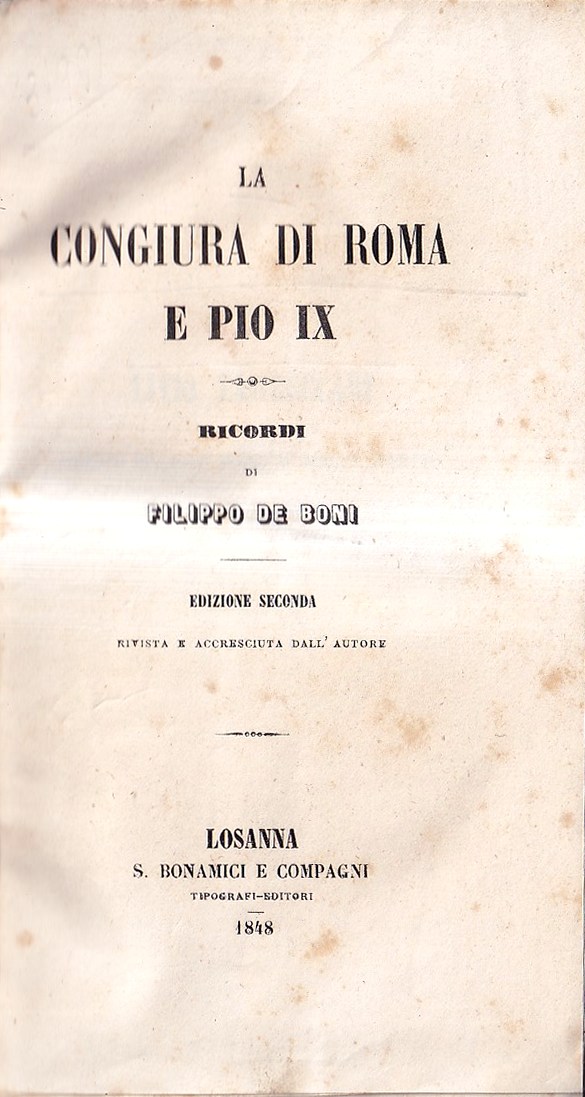 LA
CONGIURA DI ROMA
E PIO IX
RICORDI
DI
FILIPPO DE BONI
EDIZIONE SECONDA
RIVISTA E ACCRESCIUTA DALL' AUTORE
LOSANNA
S. BONAMICI E COMPAGNI
TIPOGRAFI-EDITORI
1848